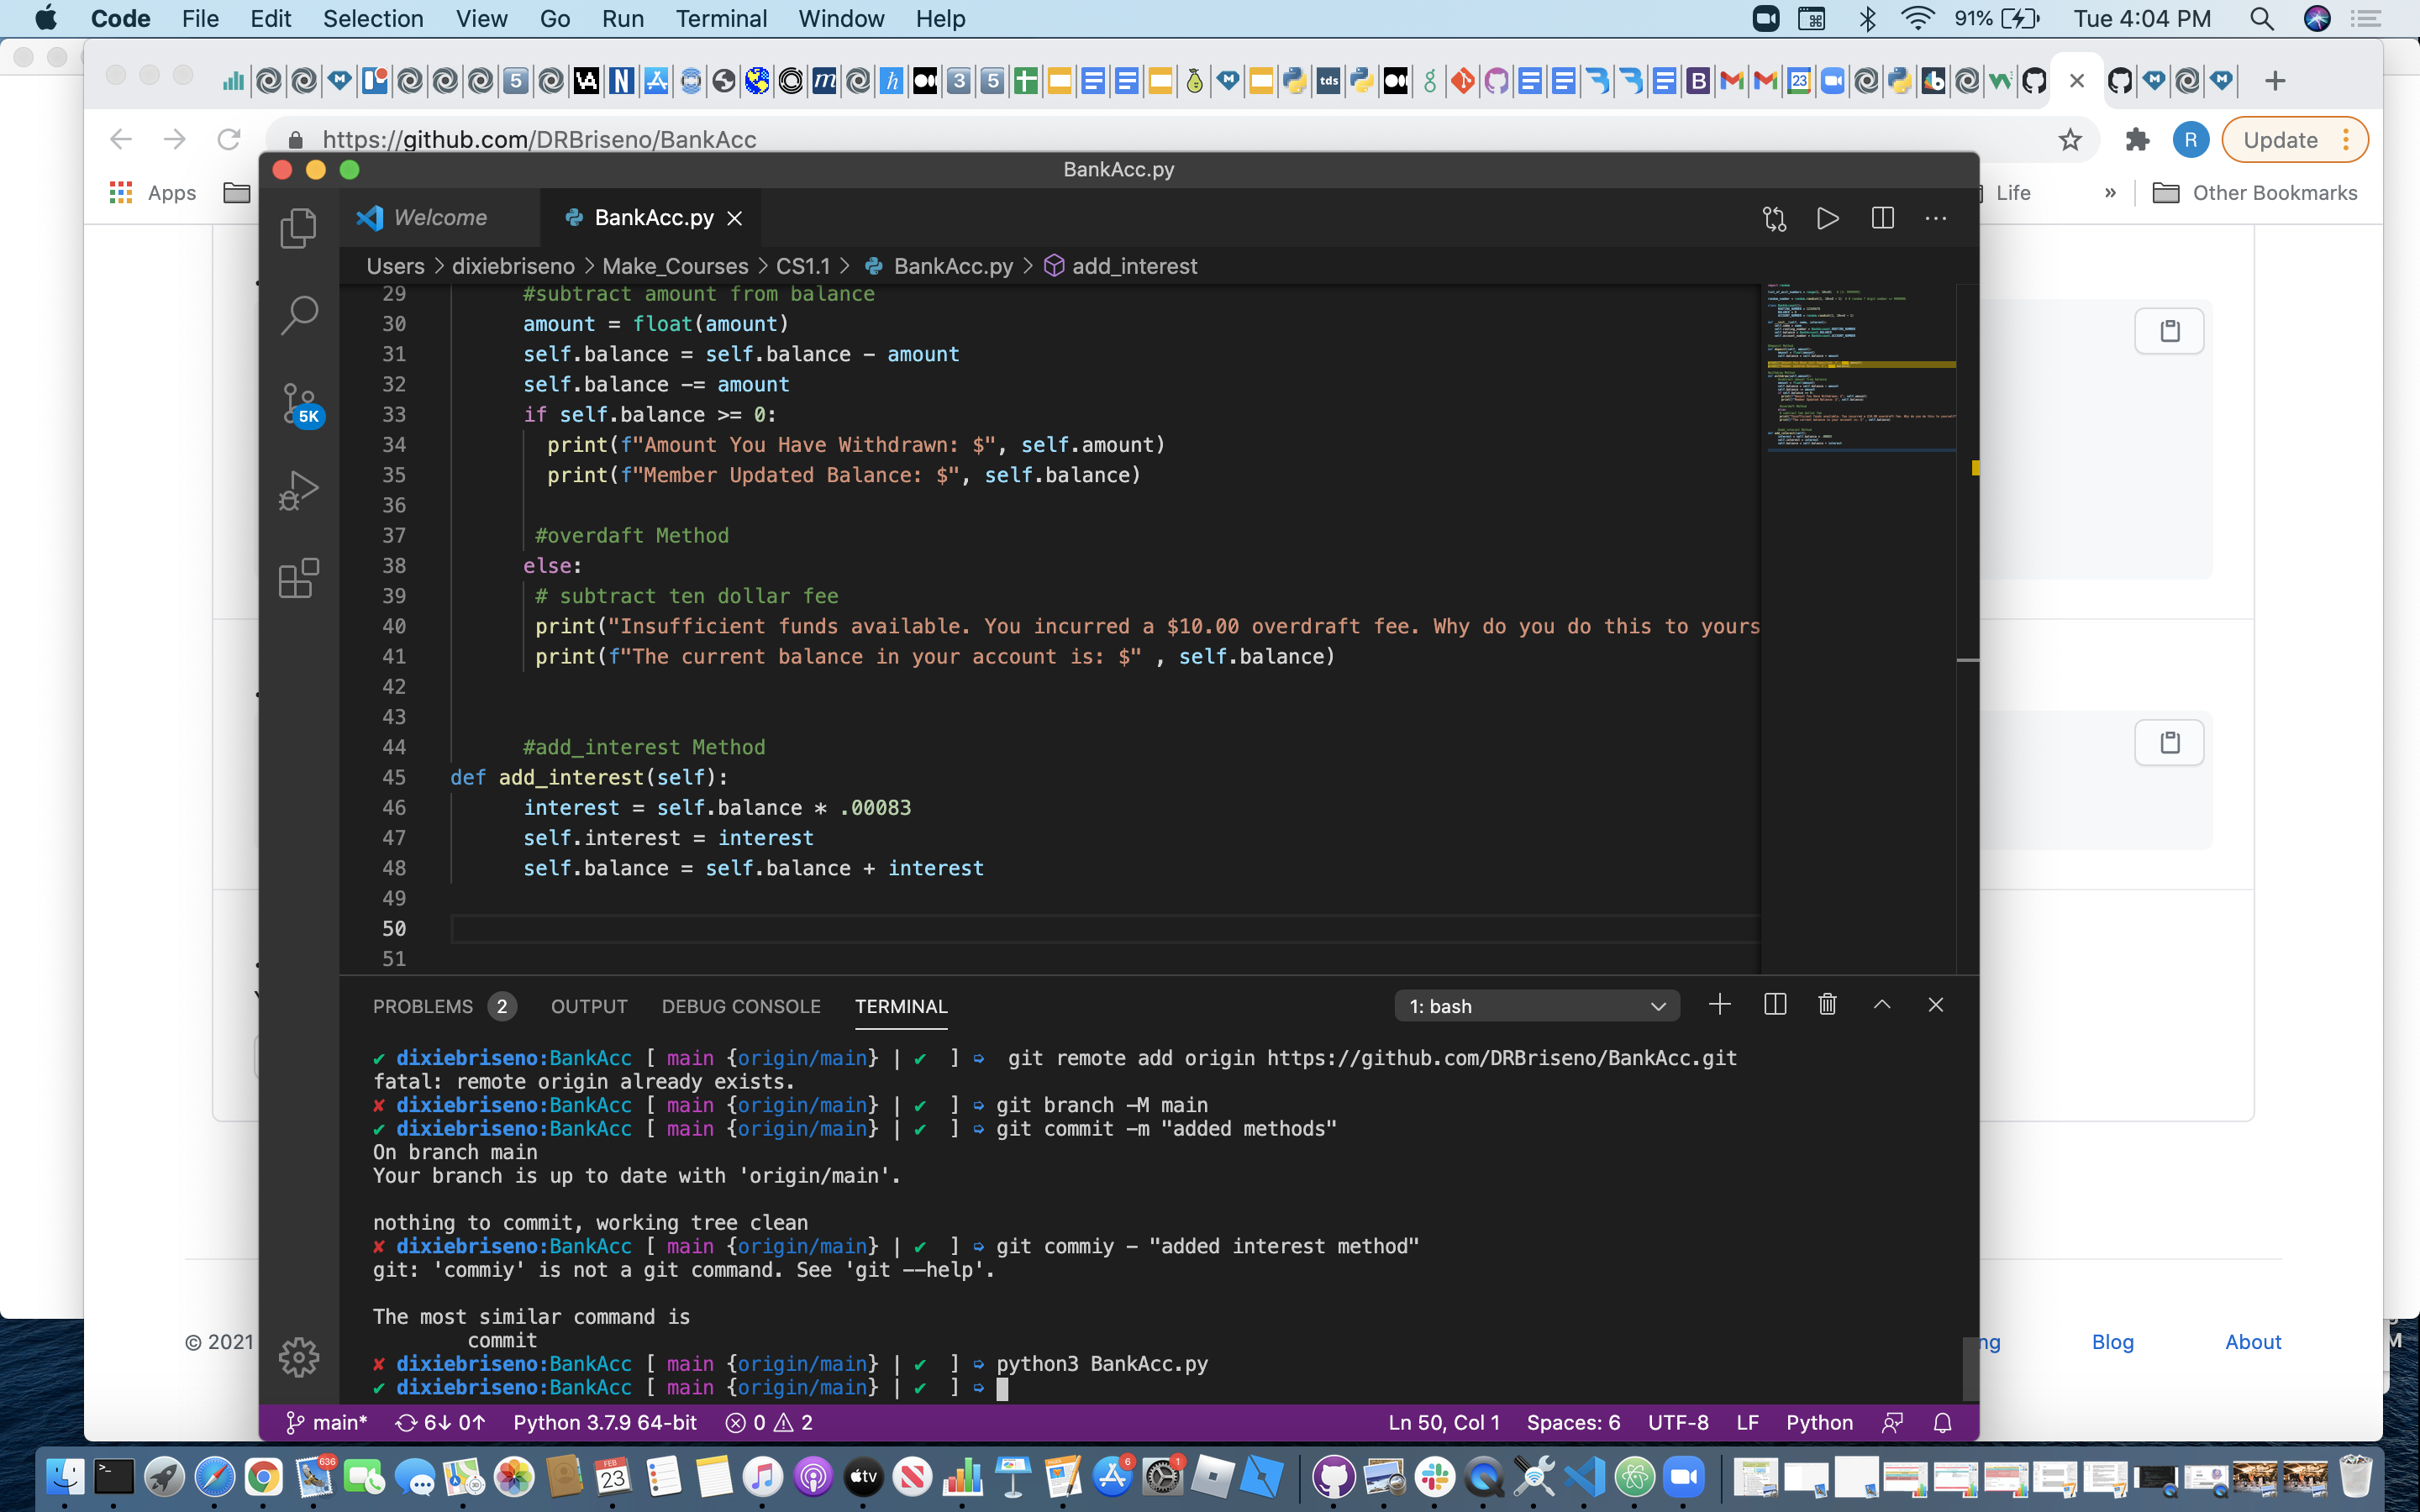 Code File Edit Selection View Go Run Terminal Window Help 91% Tue 4:04 PM
https://github.com/DRBriseno/BankAcc
Update
Apps
Life » Other Bookmarks
BankAcc.py
Welcome BankAcc.py
Users > dixiebriseno > Make_Courses > CS1.1 > BankAcc.py > add_interest
29 #subtract amount from balance
30 amount = float(amount)
31 self.balance = self.balance - amount
32 self.balance -= amount
33 if self.balance >= 0:
34 print(f"Amount You Have Withdrawn: $", self.amount)
35 print(f"Member Updated Balance: $", self.balance)
36
37 #overdaft Method
38 else:
39 # subtract ten dollar fee
40 print("Insufficient funds available. You incurred a $10.00 overdraft fee. Why do you do this to yours
41 print(f"The current balance in your account is: $" , self.balance)
42
43
44 #add_interest Method
45 def add_interest(self):
46 interest = self.balance * .00083
47 self.interest = interest
48 self.balance = self.balance + interest
49
50
51
5K
PROBLEMS 2 OUTPUT DEBUG CONSOLE TERMINAL 1: bash
✔ dixiebriseno:BankAcc [ main {origin/main} | ✔ ] ➭ git remote add origin https://github.com/DRBriseno/BankAcc.git
fatal: remote origin already exists.
✘ dixiebriseno:BankAcc [ main {origin/main} | ✔ ] ➭ git branch -M main
✔ dixiebriseno:BankAcc [ main {origin/main} | ✔ ] ➭ git commit -m "added methods"
On branch main
Your branch is up to date with 'origin/main'.
nothing to commit, working tree clean
✘ dixiebriseno:BankAcc [ main {origin/main} | ✔ ] ➭ git commiy - "added interest method"
git: 'commiy' is not a git command. See 'git --help'.
The most similar command is
commit
✘ dixiebriseno:BankAcc [ main {origin/main} | ✔ ] ➭ python3 BankAcc.py
✔ dixiebriseno:BankAcc [ main {origin/main} | ✔ ] ➭
main* 6↓ 0↑ Python 3.7.9 64-bit 0 2 Ln 50, Col 1 Spaces: 6 UTF-8 LF Python
© 2021
ng Blog About
636 FEB 23 tv 6 1